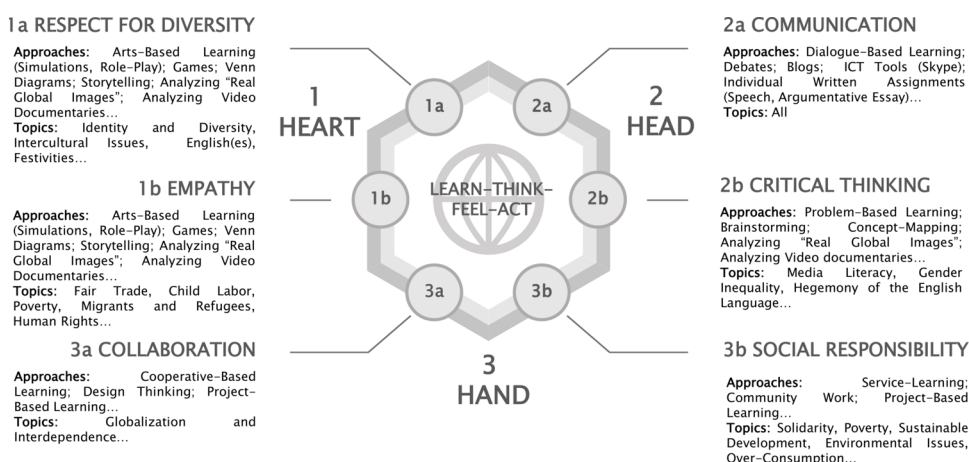 1a RESPECT FOR DIVERSITY
Approaches: Arts-Based Learning
(Simulations, Role-Play); Games; Venn
Diagrams; Storytelling; Analyzing “Real
Global Images”; Analyzing Video
Documentaries...
Topics: Identity and Diversity,
Intercultural Issues, English(es),
Festivities...
1b EMPATHY
Approaches: Arts-Based Learning
(Simulations, Role-Play); Games; Venn
Diagrams; Storytelling; Analyzing “Real
Global Images”; Analyzing Video
Documentaries...
Topics: Fair Trade, Child Labor,
Poverty, Migrants and Refugees,
Human Rights...
3a COLLABORATION
Approaches: Cooperative-Based
Learning; Design Thinking; Project-
Based Learning...
Topics: Globalization and
Interdependence...
1
HEART
1a
2a
1b
LEARN-THINK-
FEEL-ACT
2b
3a
3b
3
HAND
2
HEAD
2a COMMUNICATION
Approaches: Dialogue-Based Learning;
Debates; Blogs; ICT Tools (Skype);
Individual Written Assignments
(Speech, Argumentative Essay)...
Topics: All
2b CRITICAL THINKING
Approaches: Problem-Based Learning;
Brainstorming; Concept-Mapping;
Analyzing “Real Global Images”;
Analyzing Video documentaries...
Topics: Media Literacy, Gender
Inequality, Hegemony of the English
Language...
3b SOCIAL RESPONSIBILITY
Approaches: Service-Learning;
Community Work; Project-Based
Learning...
Topics: Solidarity, Poverty, Sustainable
Development, Environmental Issues,
Over-Consumption...